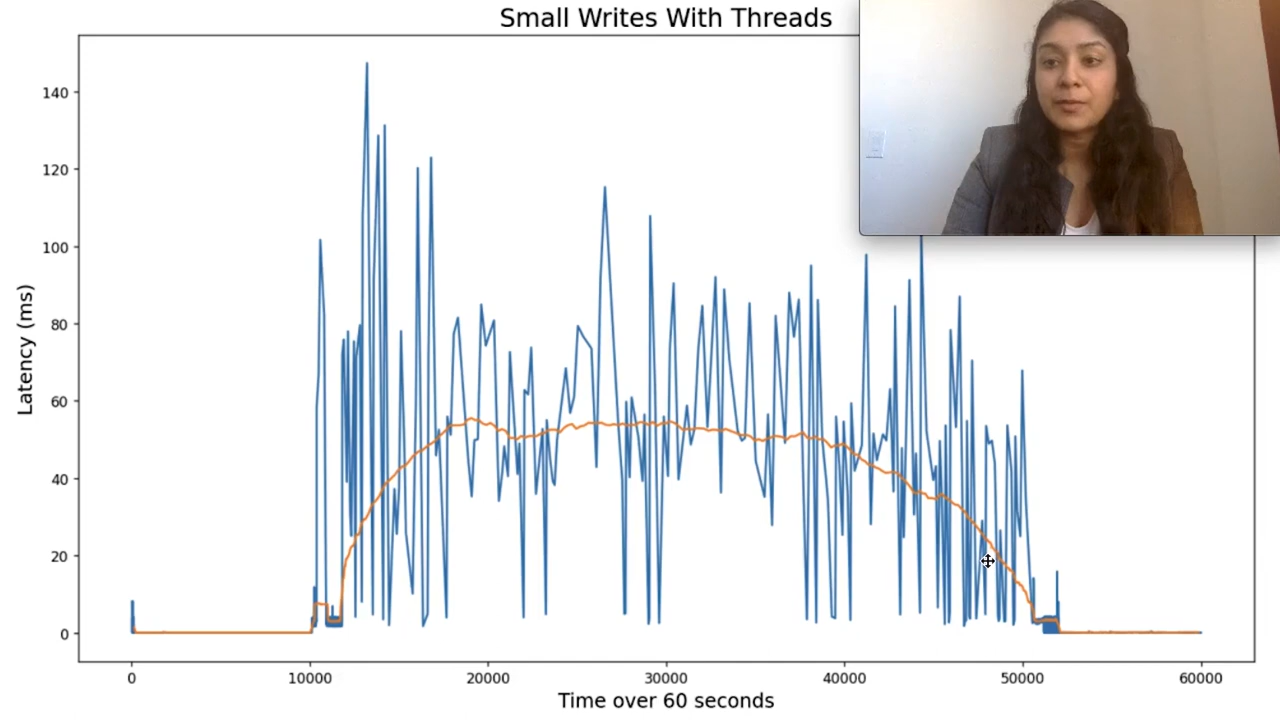 Small Writes With Threads
Latency (ms)
140
120
100
80
60
40
20
0
0 10000 20000 30000 40000 50000 60000
Time over 60 seconds